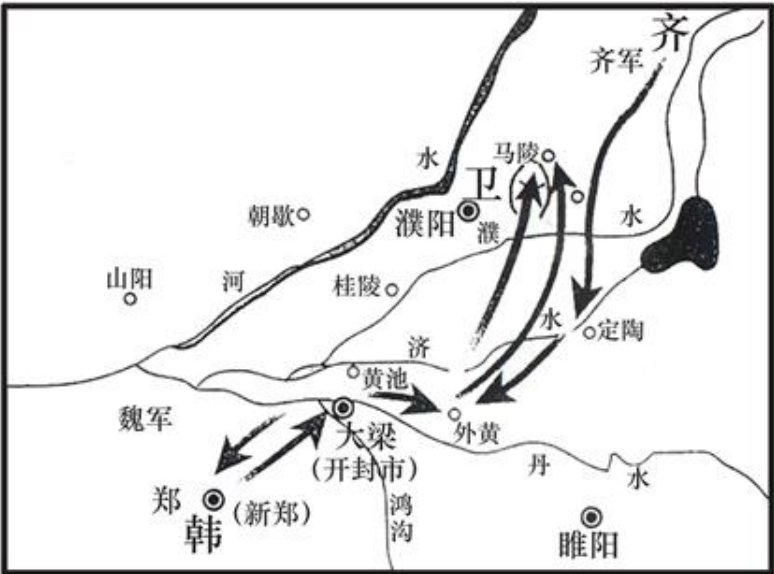 齐
齐军
马陵
水
卫
朝歌
濮阳
濮
水
山阳
河
桂陵
水
定陶
济
黄池
魏军
大梁
(开封市)
外黄
丹
水
郑
(新郑)
韩
鸿沟
睢阳